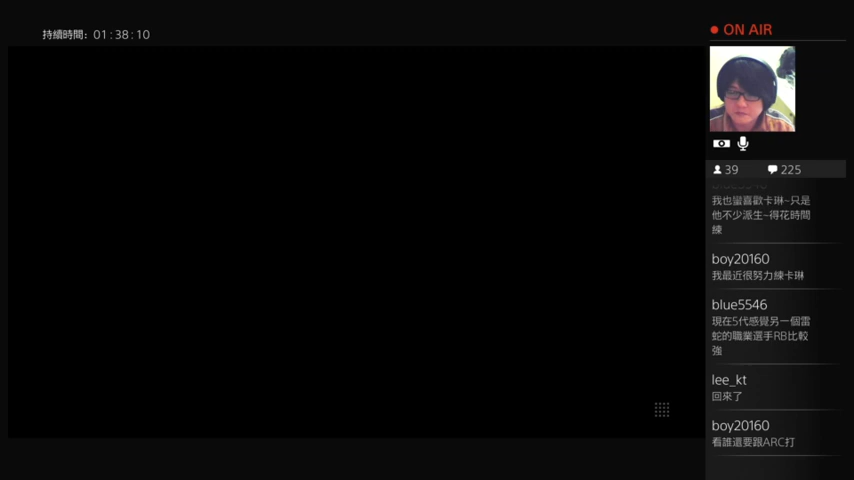 持續時間: 01:38:10
ON AIR
39 225
我也蠻喜歡卡琳~只是
他不少派生~得花時間
練
boy20160
我最近很努力練卡琳
blue5546
現在5代感覺另一個雷
蛇的職業選手RB比較
強
lee_kt
回來了
boy20160
看誰還要跟ARC打